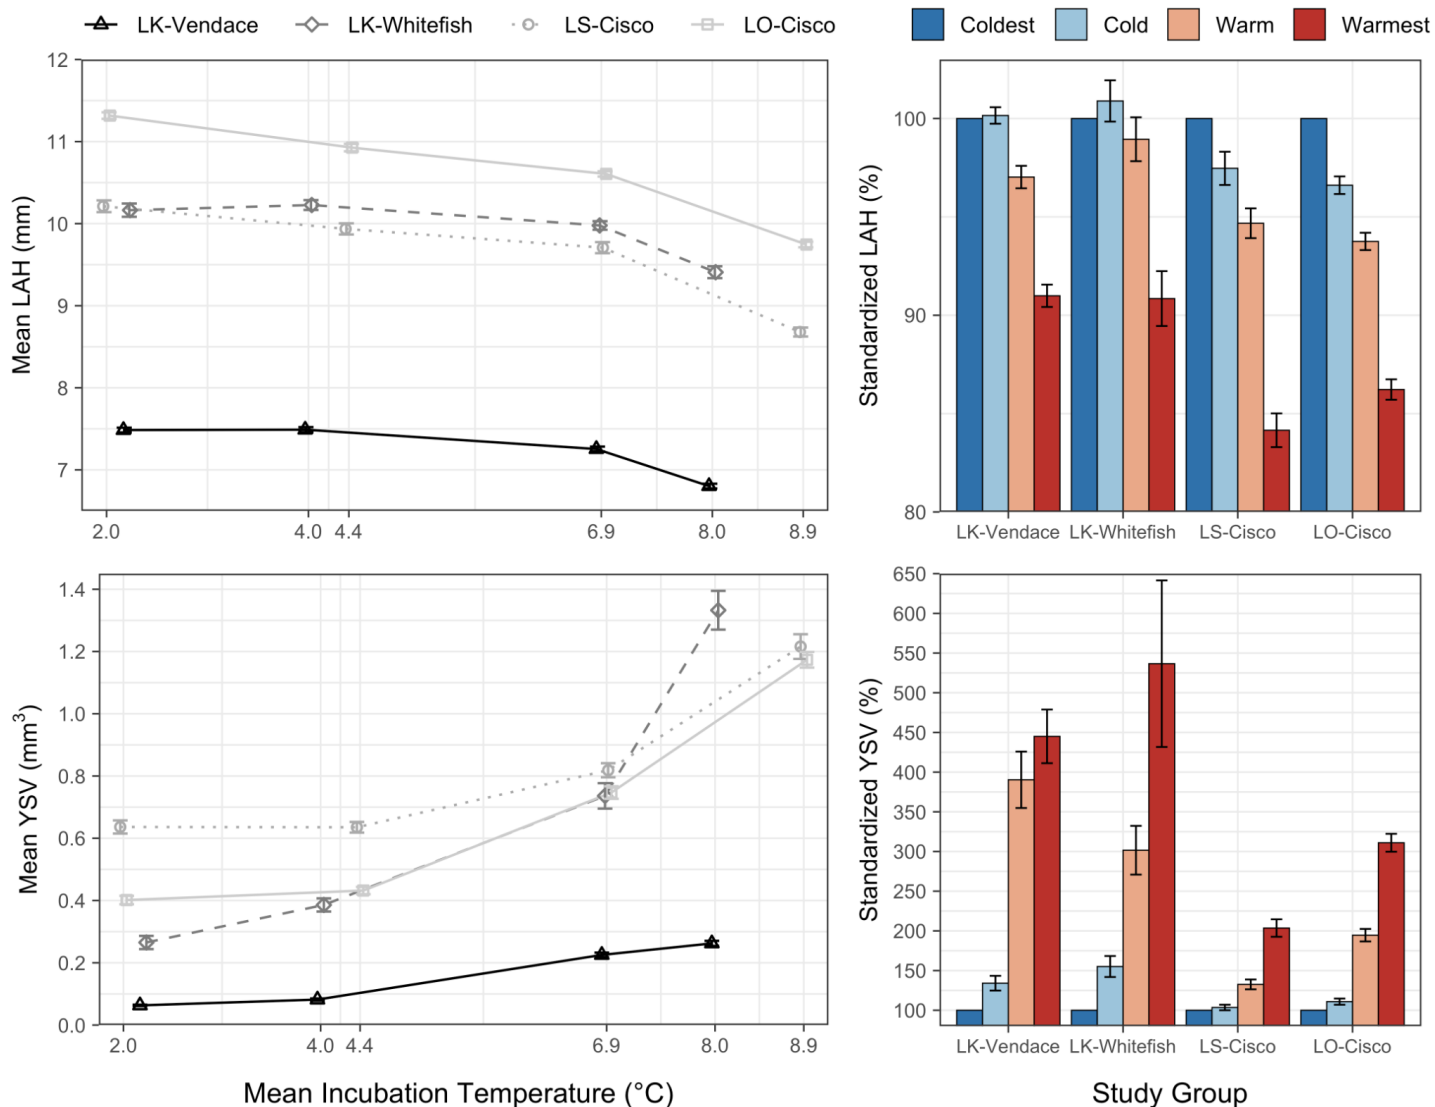 LK-Vendace LK-Whitefish LS-Cisco LO-Cisco
Coldest Cold Warm Warmest
Mean LAH (mm)
12
11
10
9
8
7
2.0 4.0 4.4 6.9 8.0 8.9
Standardized LAH (%)
100
90
80
LK-Vendace LK-Whitefish LS-Cisco LO-Cisco
Mean YSV (mm³)
1.4
1.2
1.0
0.8
0.6
0.4
0.2
0.0
2.0 4.0 4.4 6.9 8.0 8.9
Mean Incubation Temperature (°C)
Standardized YSV (%)
650
600
550
500
450
400
350
300
250
200
150
100
LK-Vendace LK-Whitefish LS-Cisco LO-Cisco
Study Group